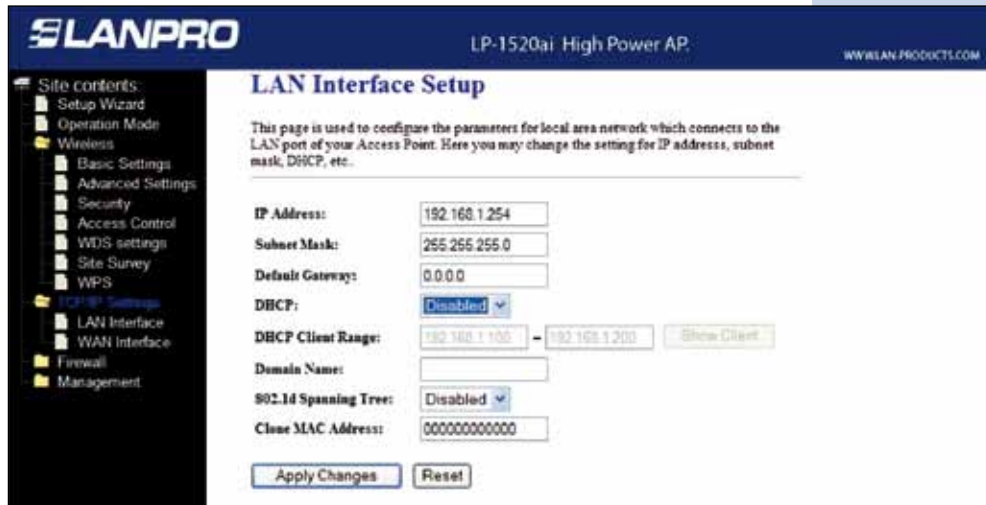 LANPRO
LP-1520ai High Power AP.
WWW.LAN-PRODUCTS.COM
Site contents:
Setup Wizard
Operation Mode
Wireless
Basic Settings
Advanced Settings
Security
Access Control
WDS settings
Site Survey
WPS
TCP/IP Settings
LAN Interface
WAN Interface
Firewall
Management
LAN Interface Setup
This page is used to configure the parameters for local area network which connects to the
LAN port of your Access Point. Here you may change the setting for IP addresss, subnet
mask, DHCP, etc..
IP Address: 192.168.1.254
Subnet Mask: 255.255.255.0
Default Gateway: 0.0.0.0
DHCP: Disabled
DHCP Client Range: 192.168.1.100 – 192.168.1.200 Show Client
Domain Name:
802.1d Spanning Tree: Disabled
Clone MAC Address: 000000000000
Apply Changes Reset